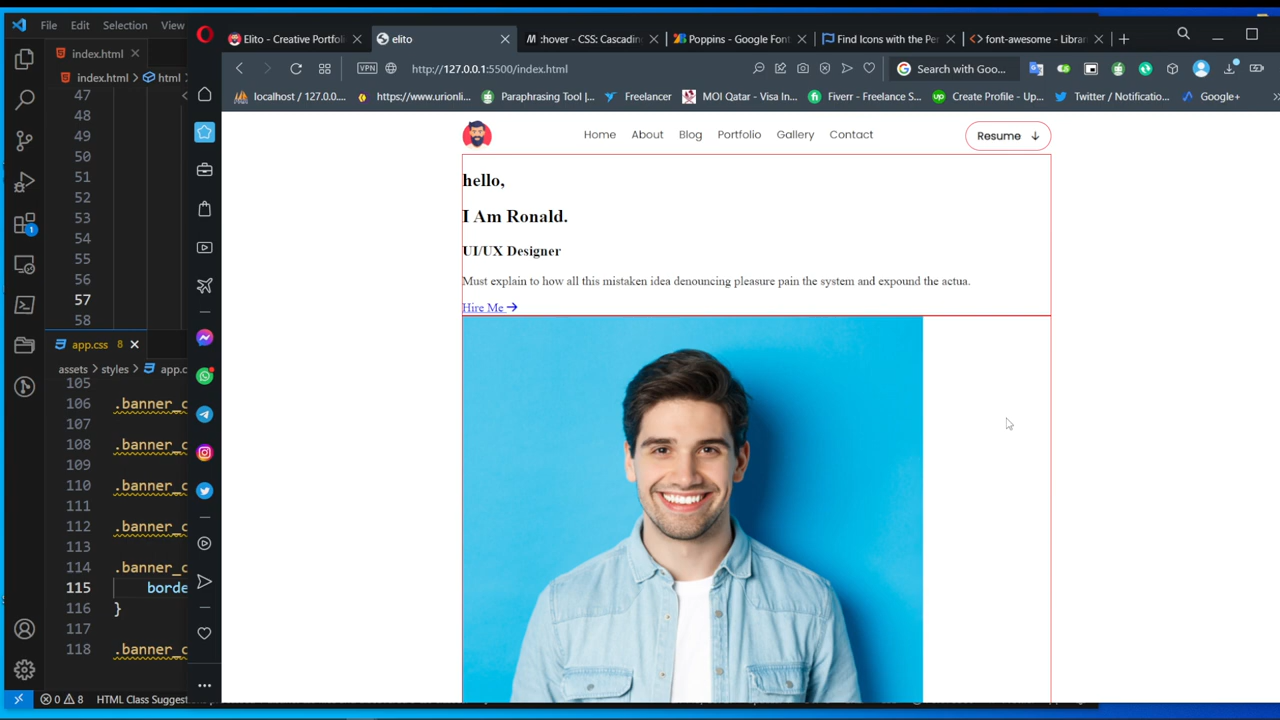 File Edit Selection View
index.html
index.html html
47
48
49
50
51
52
53
54
55
56
57
58
app.css 8
assets > styles > app.c
105
106 .banner_c
107
108 .banner_c
109
110 .banner_c
111
112 .banner_c
113
114 .banner_c
115 borde
116 }
117
118 .banner_c
0 8 HTML Class Suggest
Elito - Creative Portfoli
elito
:hover - CSS: Cascadin
Poppins - Google Font
Find Icons with the Per
font-awesome - Librar
VPN http://127.0.0.1:5500/index.html Search with Goo...
localhost / 127.0.0.... https://www.urionli... Paraphrasing Tool |... Freelancer MOI Qatar - Visa In... Fiverr - Freelance S... Create Profile - Up... Twitter / Notificatio... Google+
Home About Blog Portfolio Gallery Contact Resume ↓
hello,
I Am Ronald.
UI/UX Designer
Must explain to how all this mistaken idea denouncing pleasure pain the system and expound the actua.
Hire Me →